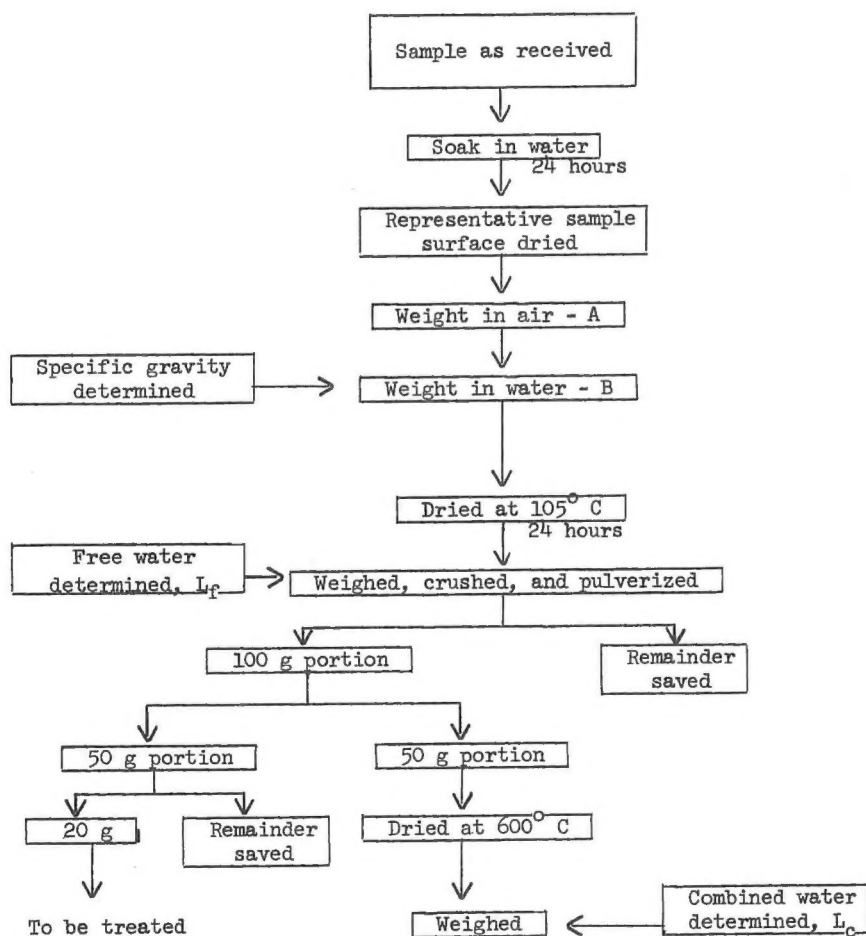 Sample as received
Soak in water
24 hours
Representative sample
surface dried
Weight in air - A
Specific gravity
determined
Weight in water - B
Dried at 105° C
24 hours
Free water
determined, L_f
Weighed, crushed, and pulverized
100 g portion
Remainder
saved
50 g portion
50 g portion
20 g
Remainder
saved
Dried at 600° C
To be treated
Weighed
Combined water
determined, L_c